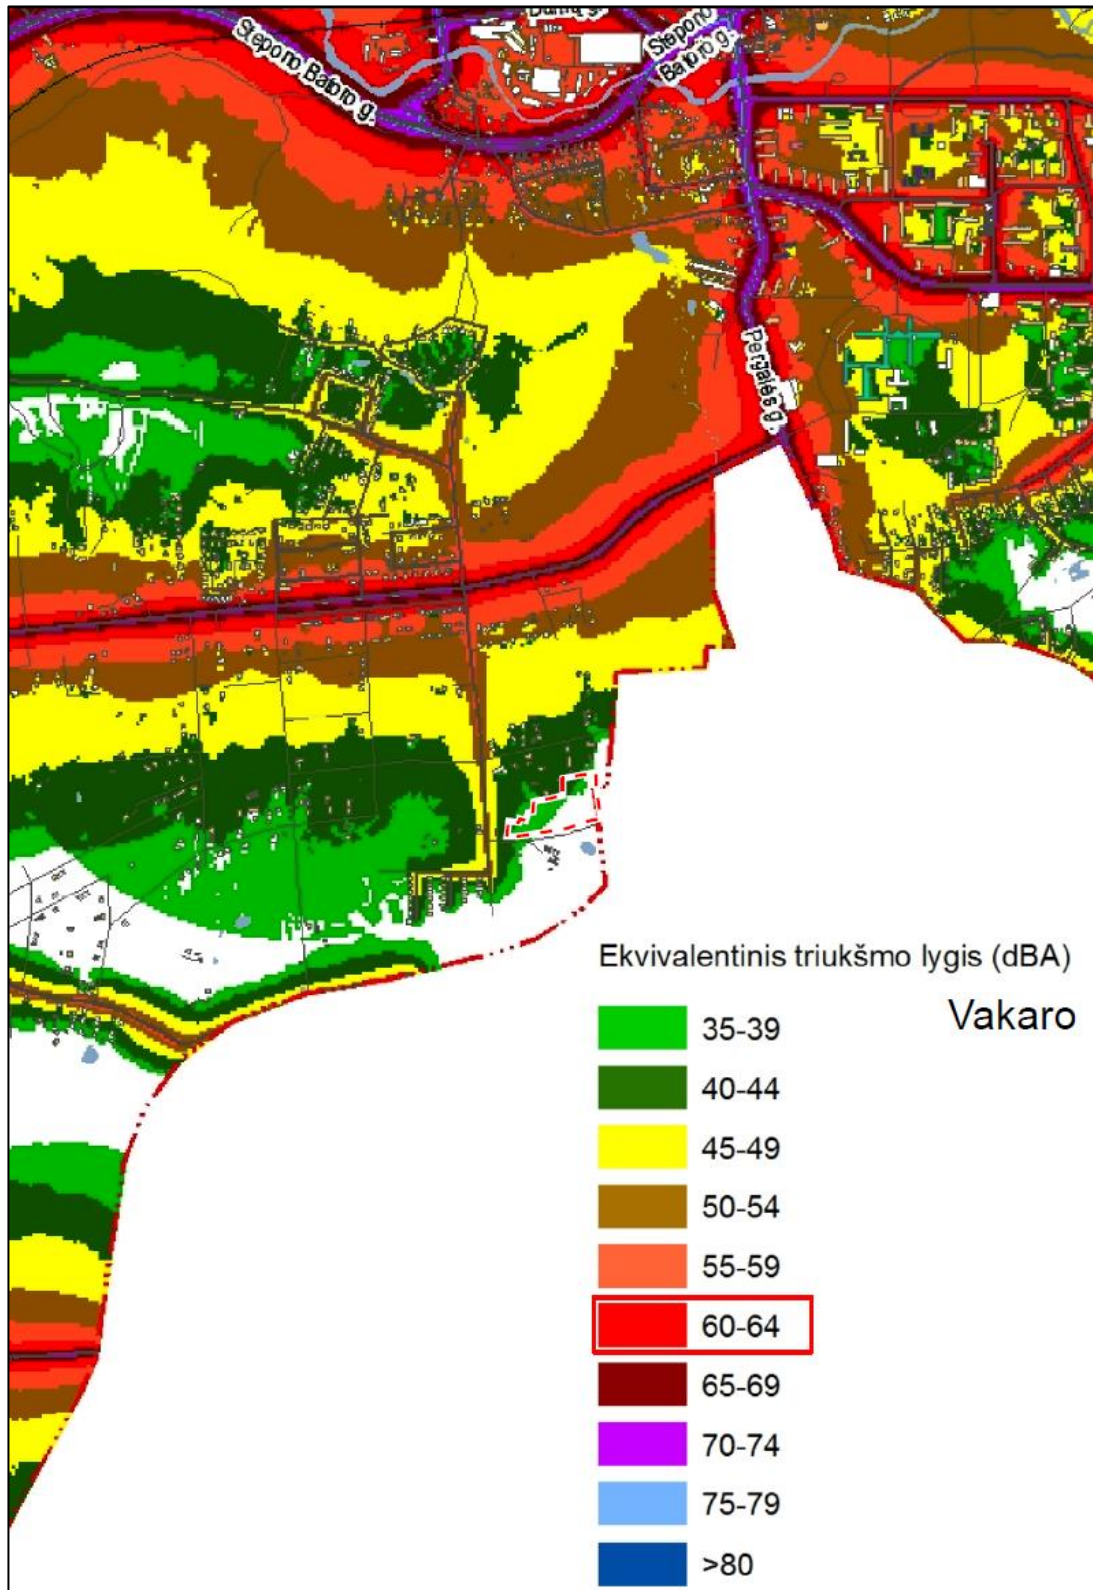 Dūmų g.
Stepono Batoro g.
Stepono
Batoro g.
Pergalės g.
Ekvivalentinis triukšmo lygis (dBA)
Vakaro
35-39
40-44
45-49
50-54
55-59
60-64
65-69
70-74
75-79
>80